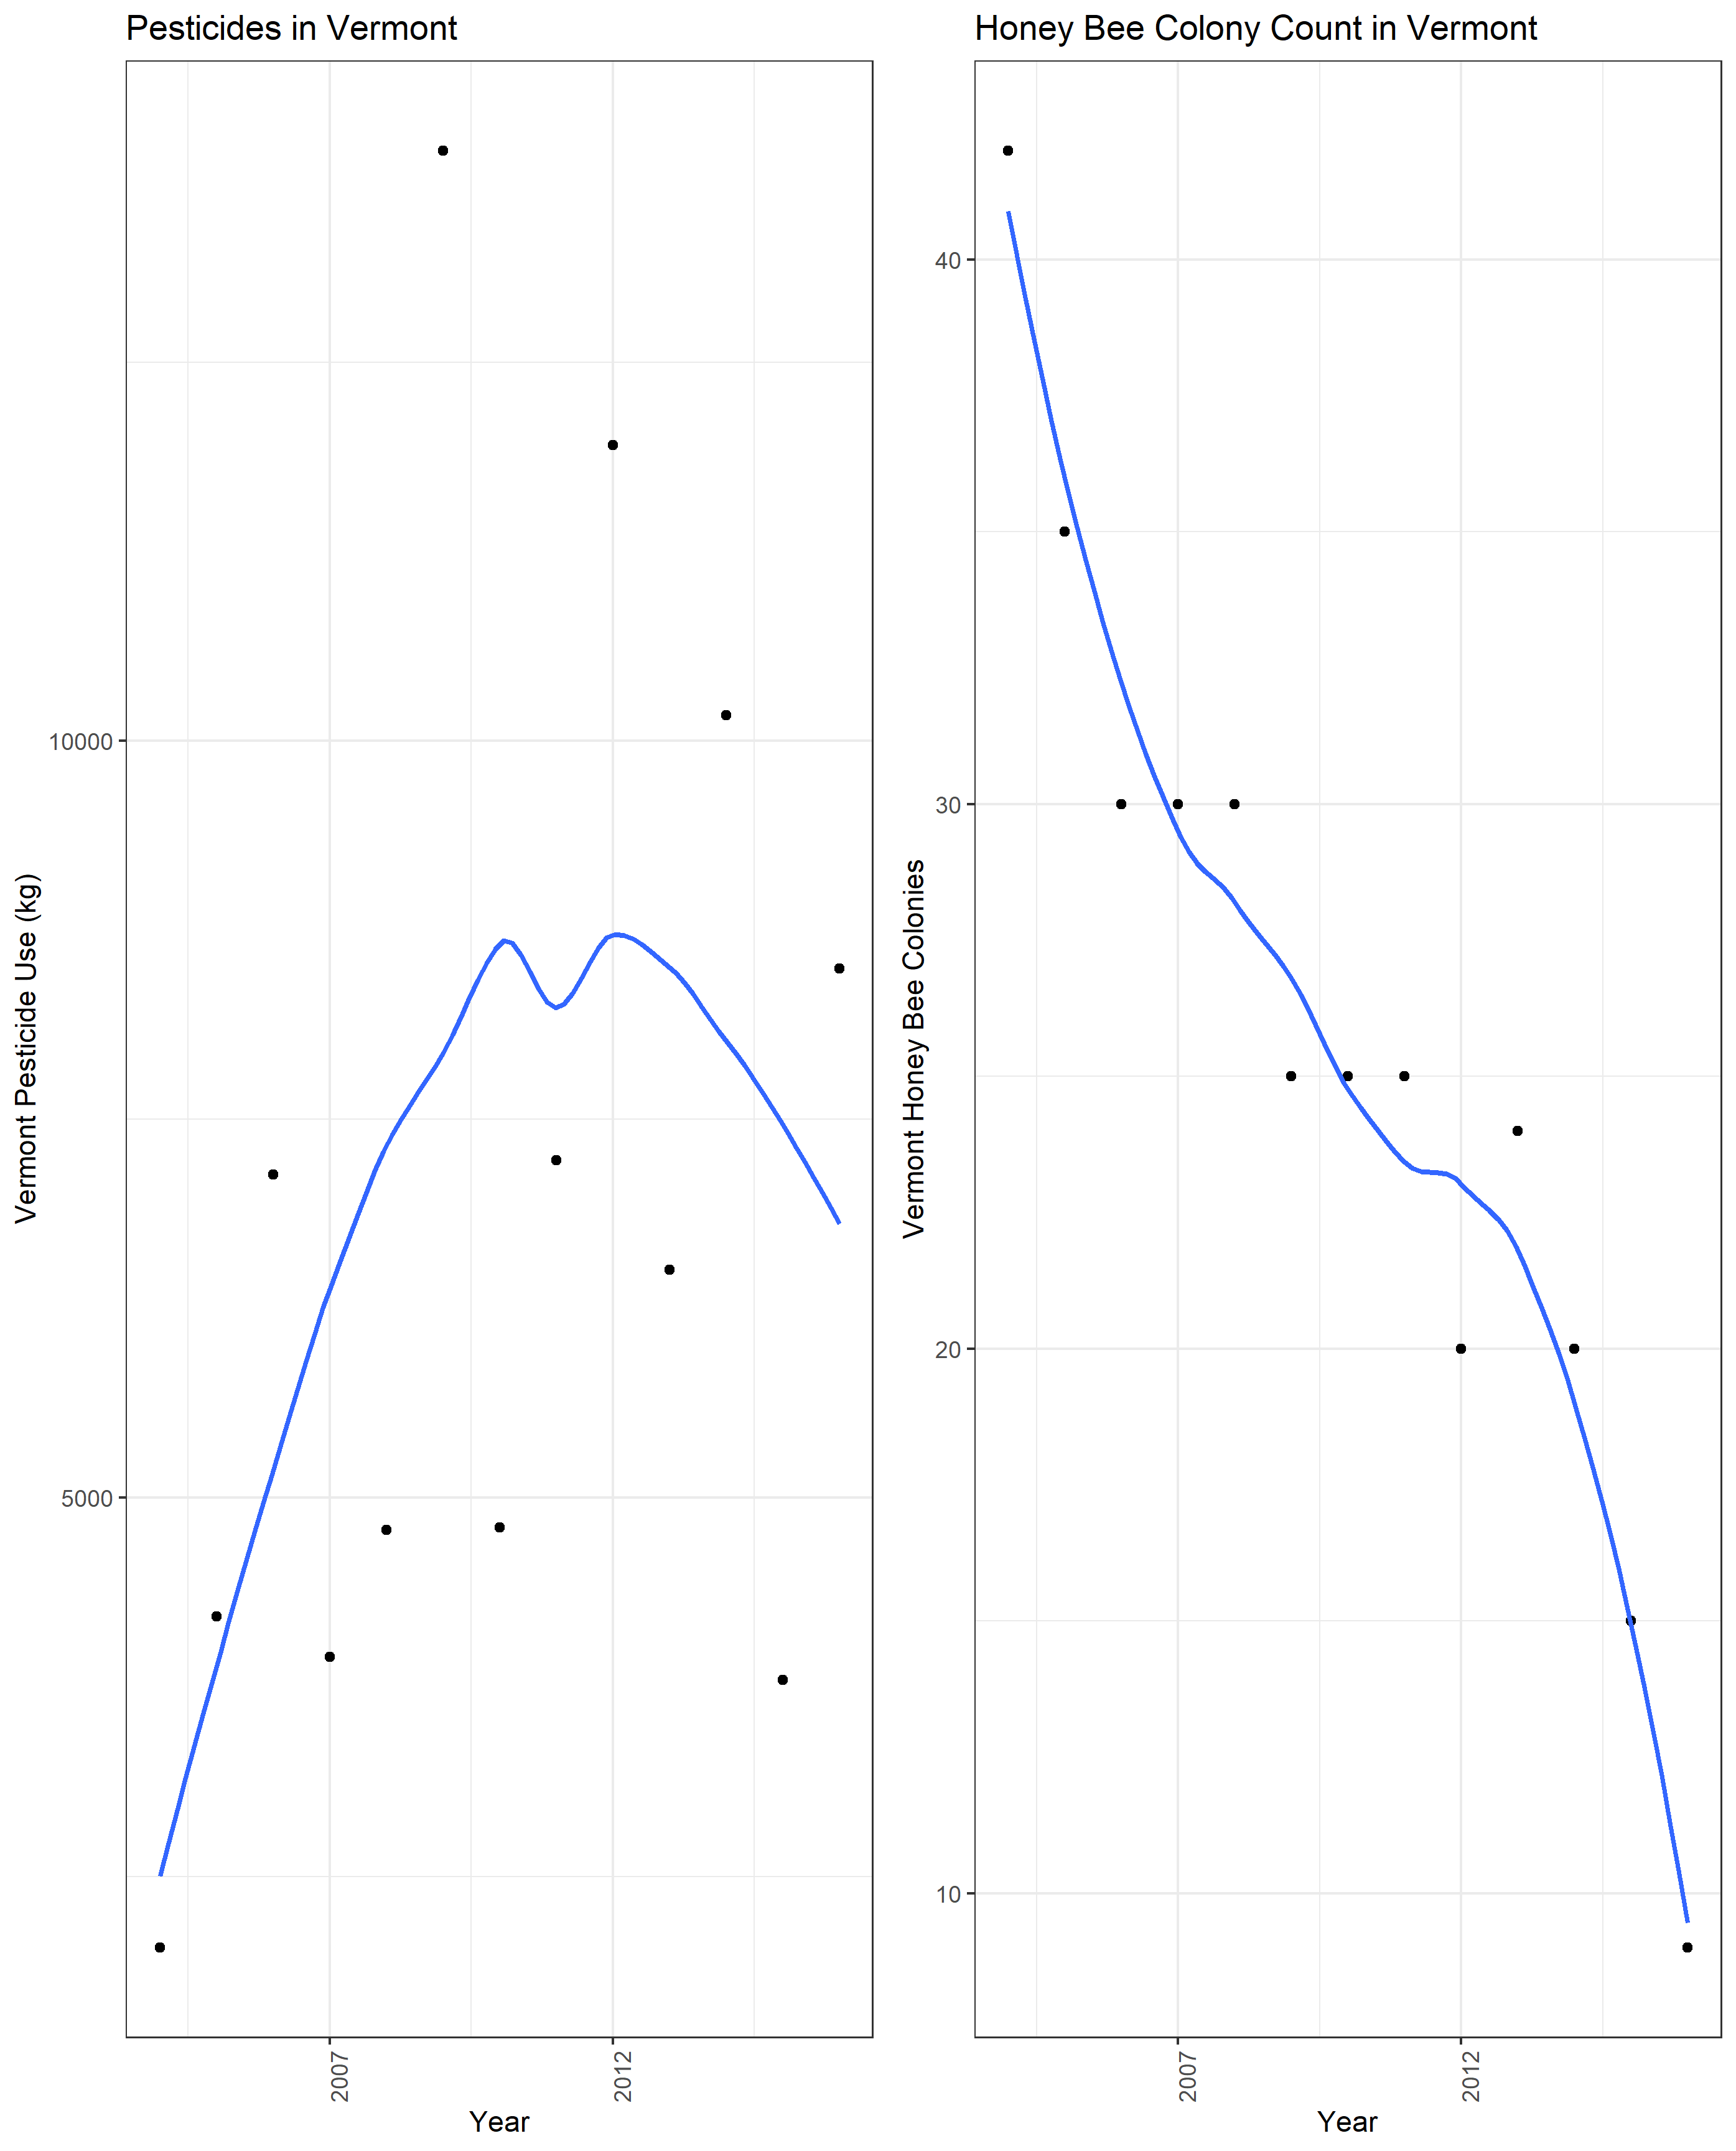 Pesticides in Vermont
Vermont Pesticide Use (kg)
10000
5000
2007
2012
Year
Honey Bee Colony Count in Vermont
Vermont Honey Bee Colonies
40
30
20
10
2007
2012
Year